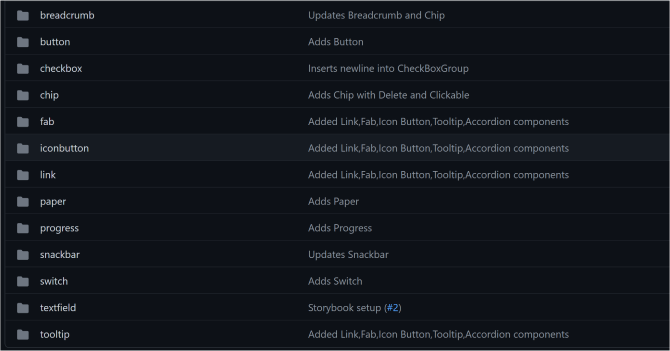 breadcrumb Updates Breadcrumb and Chip
button Adds Button
checkbox Inserts newline into CheckBoxGroup
chip Adds Chip with Delete and Clickable
fab Added Link,Fab,Icon Button,Tooltip,Accordion components
iconbutton Added Link,Fab,Icon Button,Tooltip,Accordion components
link Added Link,Fab,Icon Button,Tooltip,Accordion components
paper Adds Paper
progress Adds Progress
snackbar Updates Snackbar
switch Adds Switch
textfield Storybook setup (#2)
tooltip Added Link,Fab,Icon Button,Tooltip,Accordion components